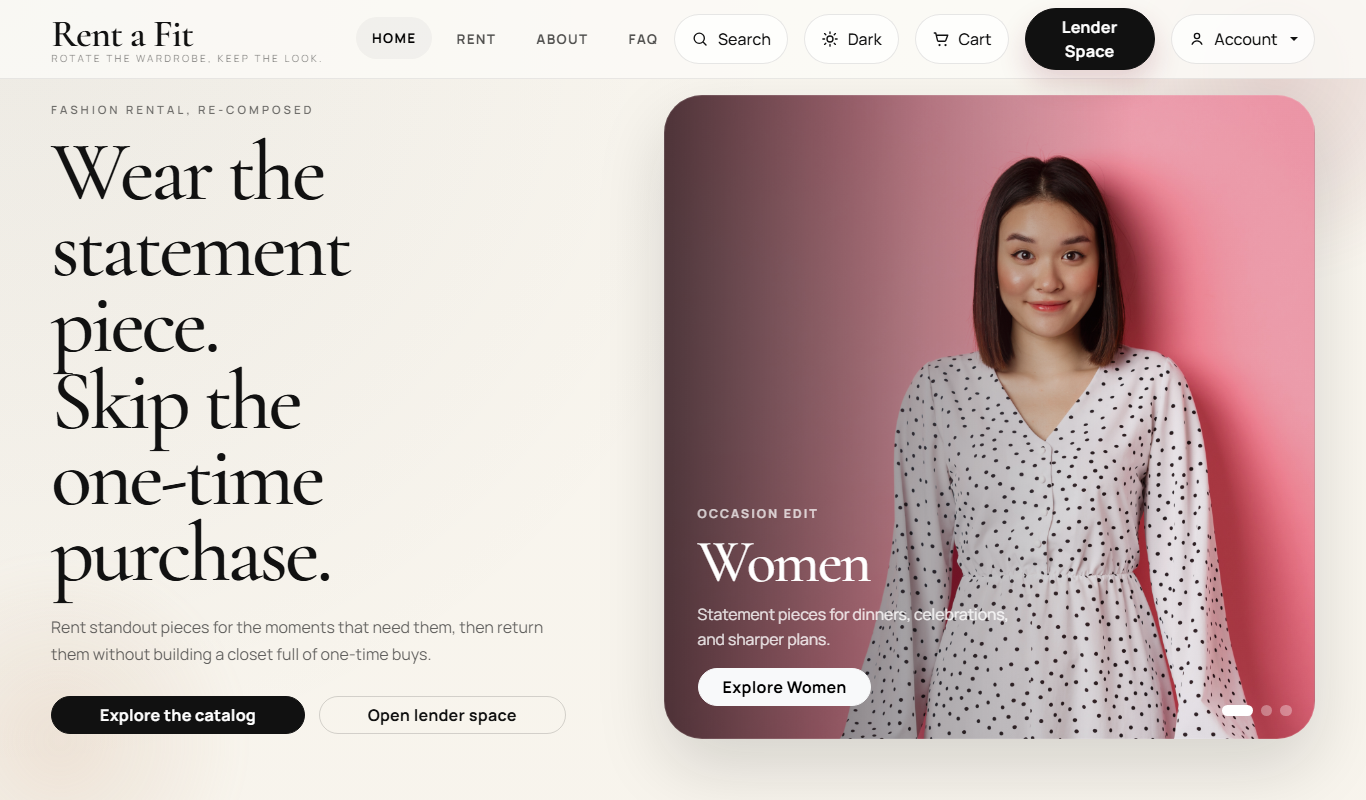 Rent a Fit
ROTATE THE WARDROBE, KEEP THE LOOK.
HOME
RENT
ABOUT
FAQ
Search
Dark
Cart
Lender
Space
Account
FASHION RENTAL, RE-COMPOSED
Wear the
statement
piece.
Skip the
one-time
purchase.
Rent standout pieces for the moments that need them, then return
them without building a closet full of one-time buys.
Explore the catalog
Open lender space
OCCASION EDIT
Women
Statement pieces for dinners, celebrations,
and sharper plans.
Explore Women